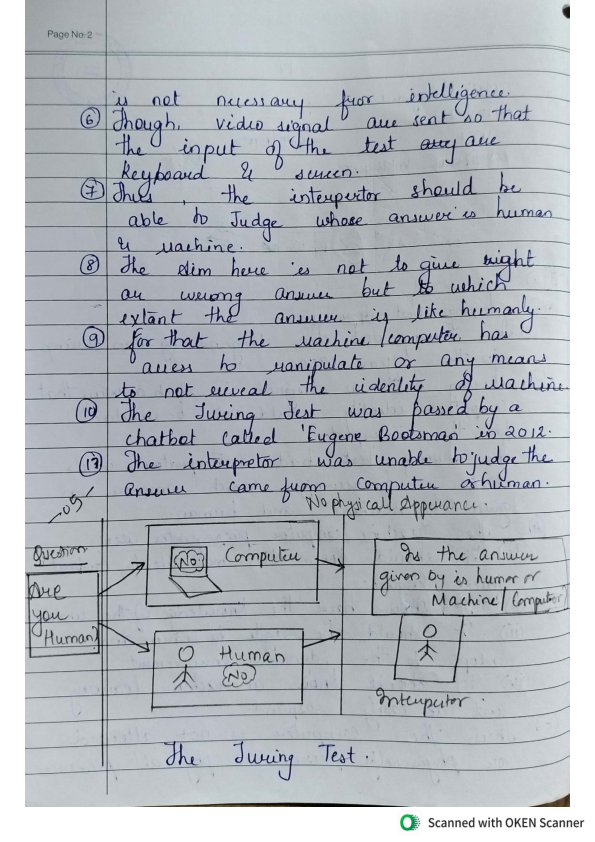 Page No: 2
is not necessary fuor intelligence.
⑥ Though, video signal are sent so that
the input of the test are
keyboard & screen.
⑦ Thus, the interpertor should be
able to Judge whose answer is human
& Machine.
⑧ The Aim here is not to give right
or wrong answer but to which
extant the answer is like humanly.
⑨ for that the Machine/computer has
access to manipulate or any means
to not reveal the identity of Machine.
⑩ The Turing Test was passed by a
chatbot called 'Eugene Bootsman' in 2012.
⑪ The interpretor was unable to judge the
answer came from computer or human.
No physicall Apperance.
Question
Are
you
Human?
No
Computer
Human
No
Is the answer
given by is human or
Machine/Computer
Interpertor.
The Turing Test.
Scanned with OKEN Scanner